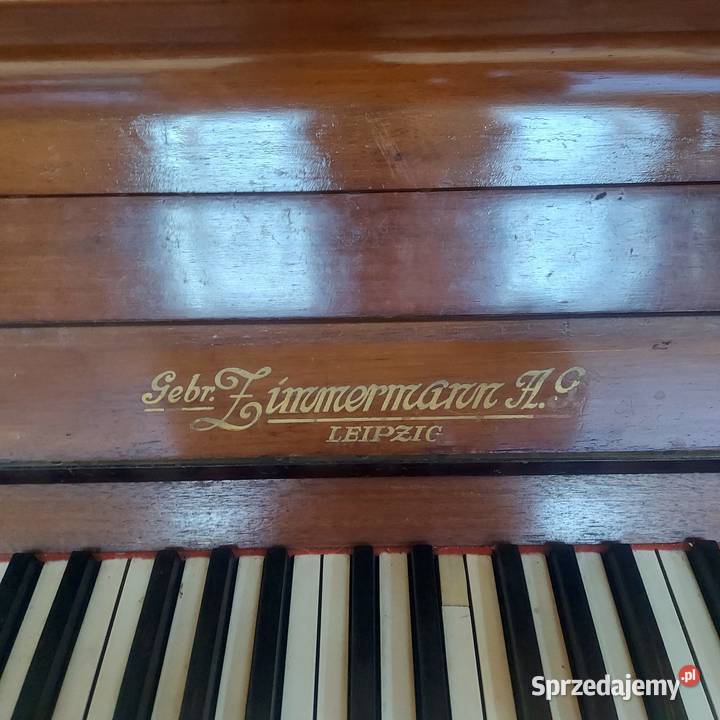 Gebr. Zimmermann A.G
LEIPZIG
Sprzedajemy.pl